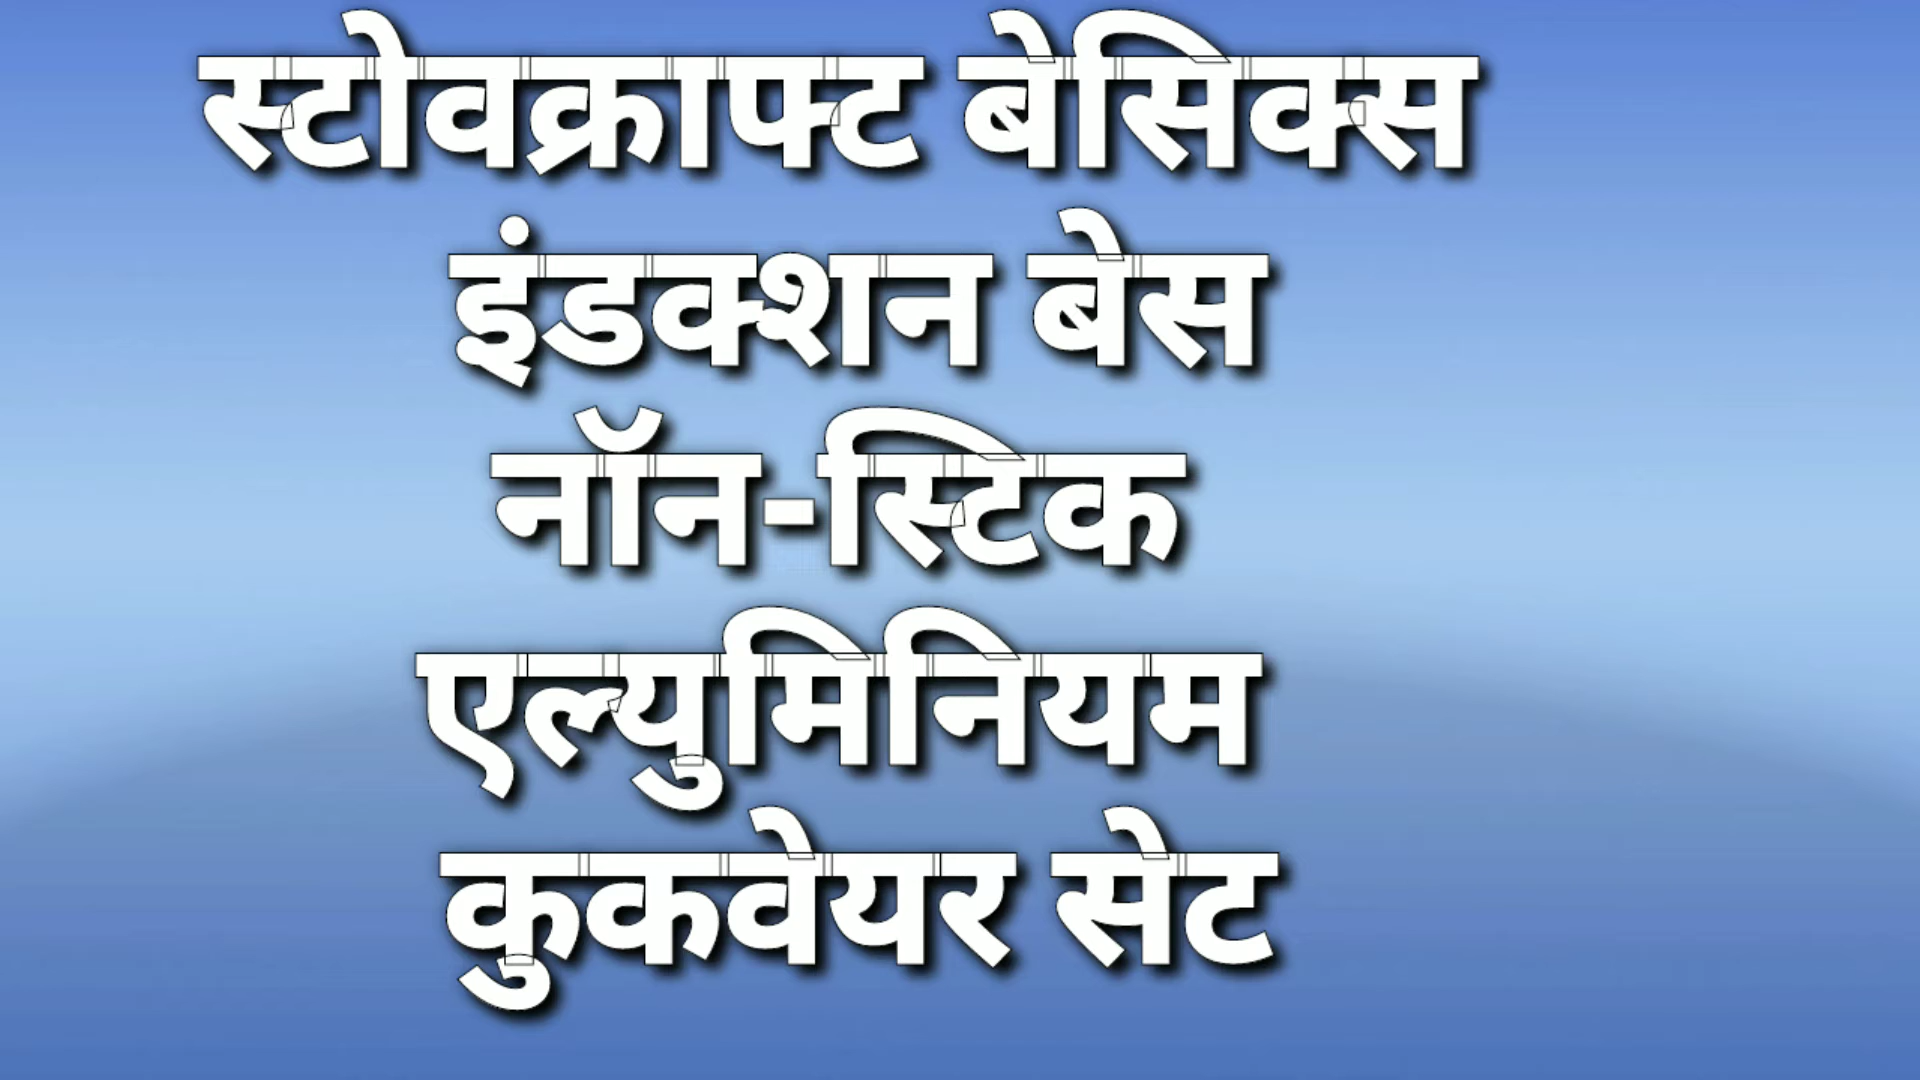 स्टोवक्राफ्ट बेसिक्स
इंडक्शन बेस
नॉन-स्टिक
एल्युमिनियम
कुकवेयर सेट